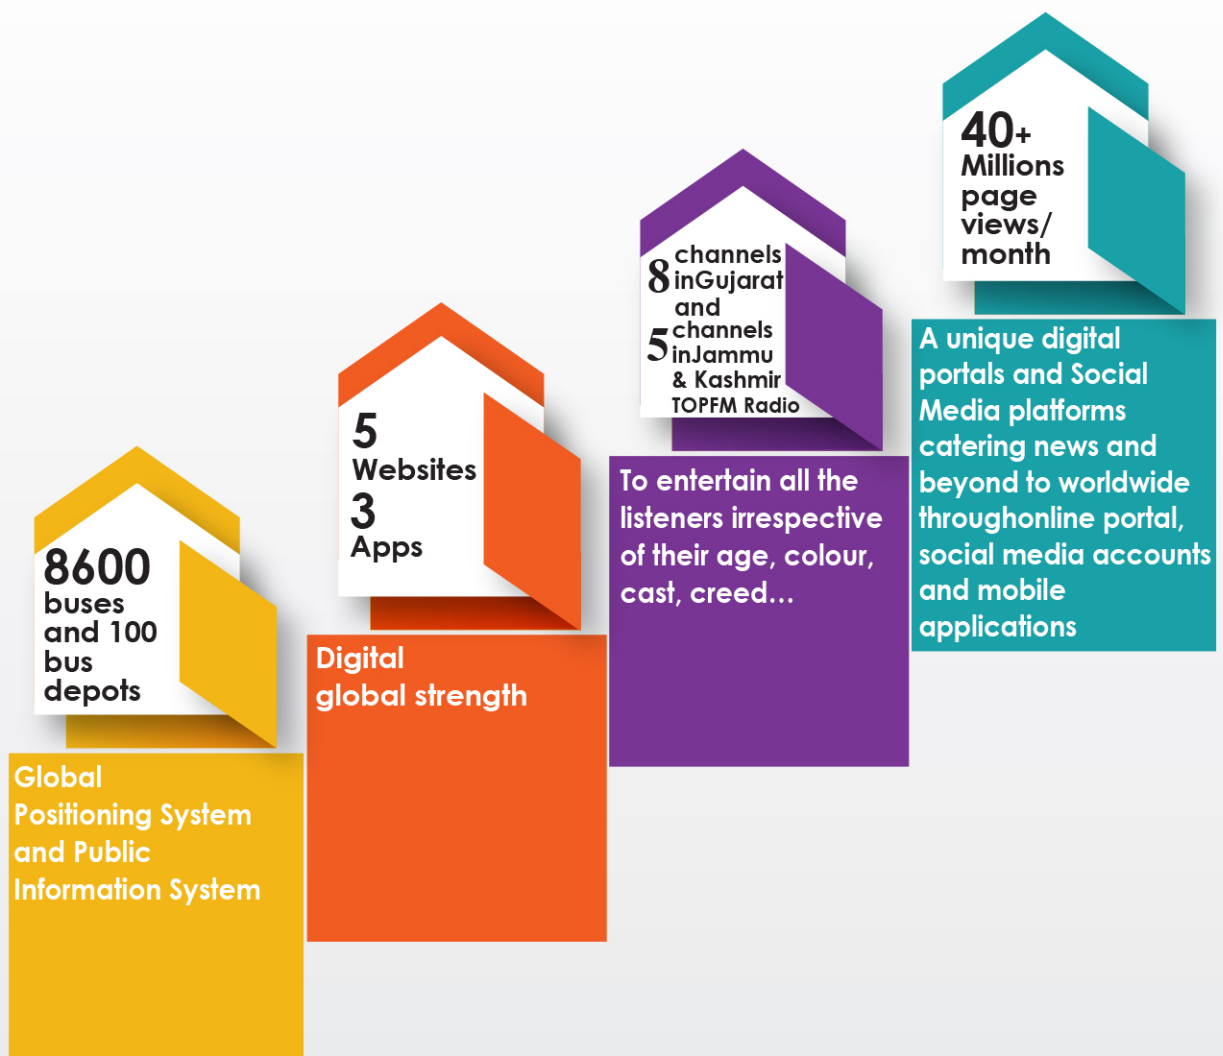 8600
buses
and 100
bus
depots
Global
Positioning System
and Public
Information System
5
Websites
3
Apps
Digital
global strength
8 channels
inGujarat
and
5 channels
inJammu
& Kashmir
TOPFM Radio
To entertain all the
listeners irrespective
of their age, colour,
cast, creed...
40+
Millions
page
views/
month
A unique digital
portals and Social
Media platforms
catering news and
beyond to worldwide
throughonline portal,
social media accounts
and mobile
applications